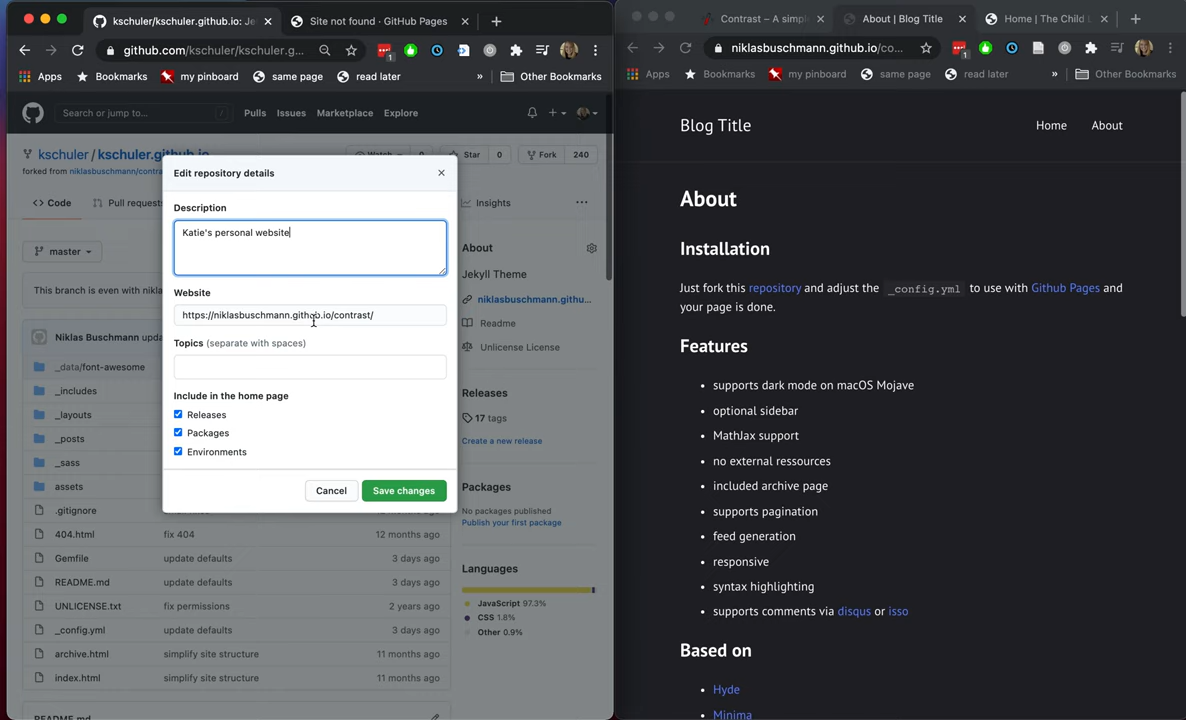 kschuler/kschuler.github.io: Je
Site not found · GitHub Pages
github.com/kschuler/kschuler.g...
1
Apps
Bookmarks
my pinboard
same page
read later
»
Other Bookmarks
Search or jump to...
/
Pulls
Issues
Marketplace
Explore
kschuler / kschuler.github.io
0
Star
0
Fork
240
forked from niklasbuschmann/contra
Code
Pull request
Insights
master
This branch is even with nikla
Niklas Buschmann upda
_data/font-awesome
_includes
_layouts
_posts
_sass
assets
.gitignore
404.html
fix 404
12 months ago
Gemfile
update defaults
3 days ago
README.md
update defaults
3 days ago
UNLICENSE.txt
fix permissions
2 years ago
_config.yml
update defaults
3 days ago
archive.html
simplify site structure
11 months ago
index.html
simplify site structure
11 months ago
README.md
Edit repository details
Description
Katie's personal website
Website
https://niklasbuschmann.github.io/contrast/
Topics (separate with spaces)
Include in the home page
Releases
Packages
Environments
Cancel
Save changes
About
Jekyll Theme
niklasbuschmann.githu...
Readme
Unlicense License
Releases
17 tags
Create a new release
Packages
No packages published
Publish your first package
Languages
JavaScript 97.3%
CSS 1.8%
Other 0.9%
Contrast – A simpl
About | Blog Title
Home | The Child L
niklasbuschmann.github.io/co...
1
Apps
Bookmarks
my pinboard
same page
read later
»
Other Bookmarks
Blog Title
Home
About
About
Installation
Just fork this repository and adjust the _config.yml to use with Github Pages and
your page is done.
Features
supports dark mode on macOS Mojave
optional sidebar
MathJax support
no external ressources
included archive page
supports pagination
feed generation
responsive
syntax highlighting
supports comments via disqus or isso
Based on
Hyde
Minima